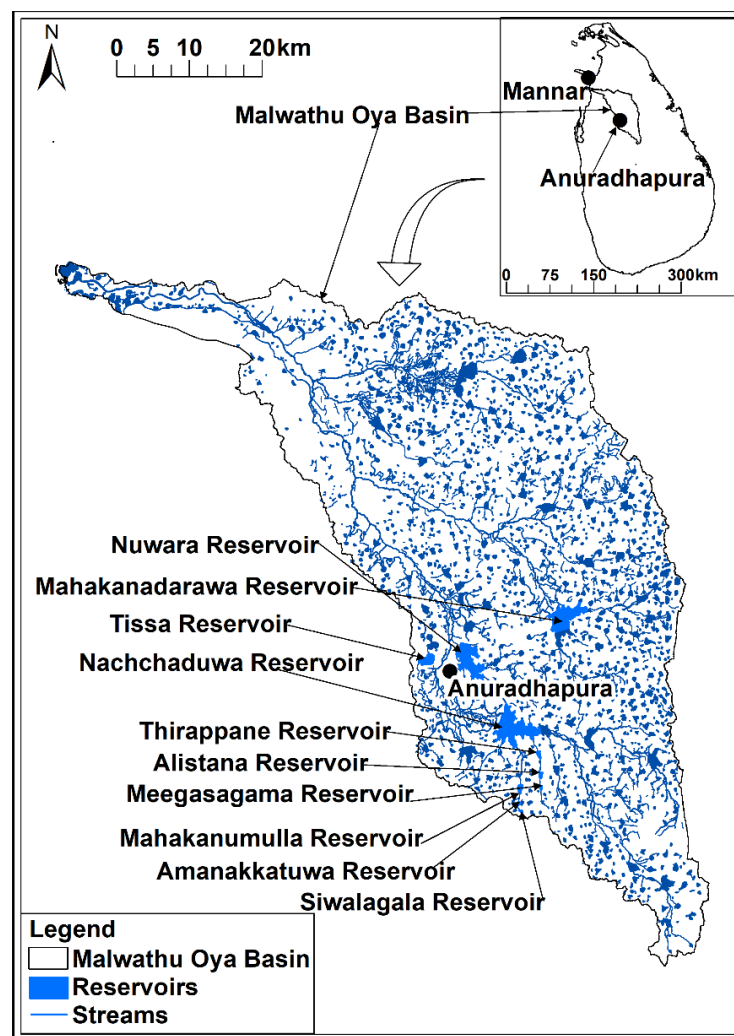 N
0 5 10 20km
Mannar
Malwathu Oya Basin
Anuradhapura
0 75 150 300km
Nuwara Reservoir
Mahakanadarawa Reservoir
Tissa Reservoir
Nachchaduwa Reservoir
Anuradhapura
Thirappane Reservoir
Alistana Reservoir
Meegasagama Reservoir
Mahakanumulla Reservoir
Amanakkatuwa Reservoir
Siwalagala Reservoir
Legend
Malwathu Oya Basin
Reservoirs
Streams